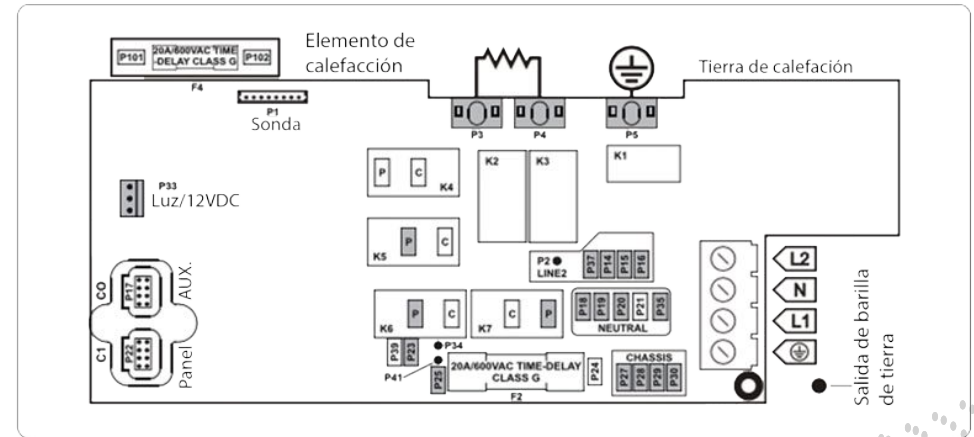 Elemento de
calefacción
Tierra de calefación
P101
20A/600VAC TIME
-DELAY CLASS G
P102
F4
P1
Sonda
P3
P4
P5
K1
K2
K3
P
C
K4
P33
Luz/12VDC
P
C
K5
P2
LINE2
P37
P14
P15
P16
L2
N
L1
CO
P17
AUX.
C1
P22
Panel
P
C
K6
C
P
K7
P18
P19
P20
P21
P35
NEUTRAL
P39
P23
P34
P41
P25
20A/600VAC TIME-DELAY
CLASS G
F2
P24
CHASSIS
P27
P28
P29
P30
Salida de barilla
de tierra